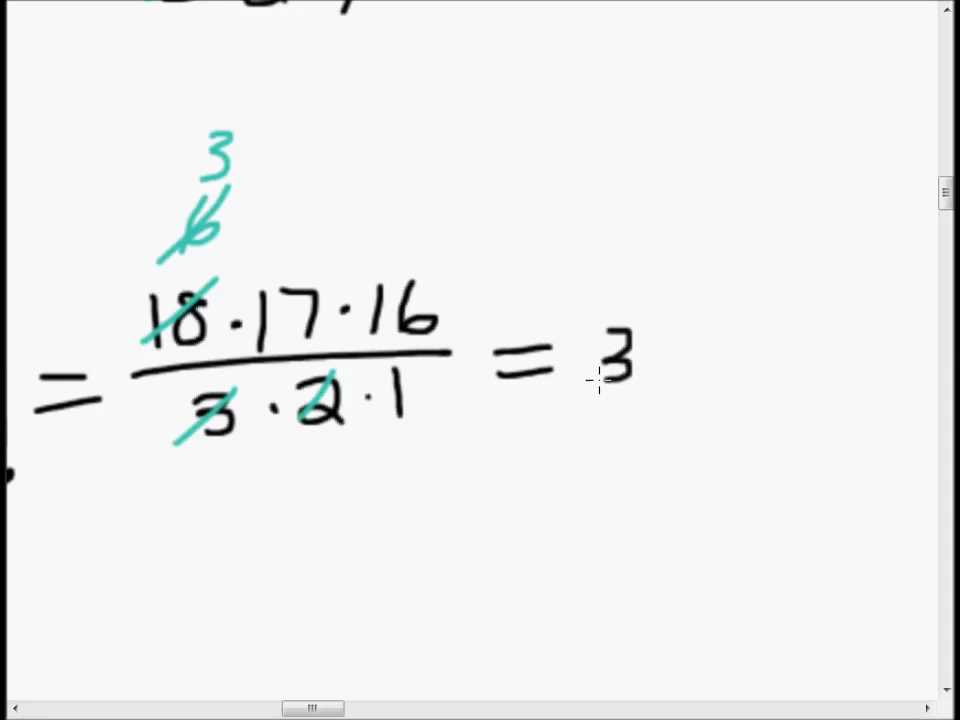 3
6
= 18 · 17 · 16 / 3 · 2 · 1 = 3